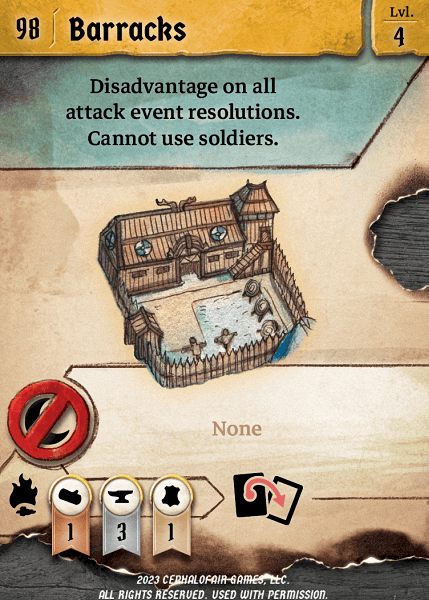 98 Barracks
Lvl.
4
Disadvantage on all
attack event resolutions.
Cannot use soldiers.
None
1 3 1
2023 CEPHALOFAIR GAMES, LLC.
ALL RIGHTS RESERVED. USED WITH PERMISSION.